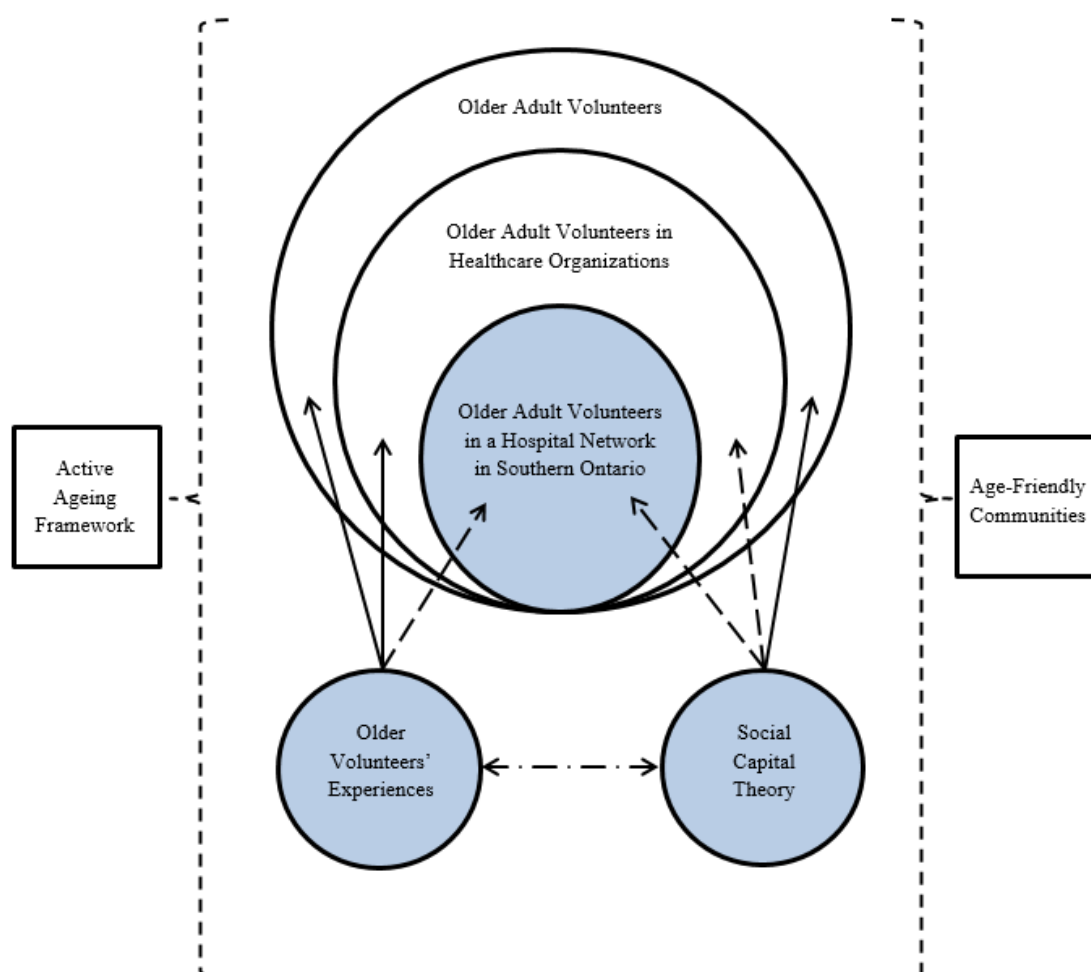 Older Adult Volunteers
Older Adult Volunteers in
Healthcare Organizations
Older Adult Volunteers
in a Hospital Network
in Southern Ontario
Active
Ageing
Framework
Age-Friendly
Communities
Older
Volunteers’
Experiences
Social
Capital
Theory